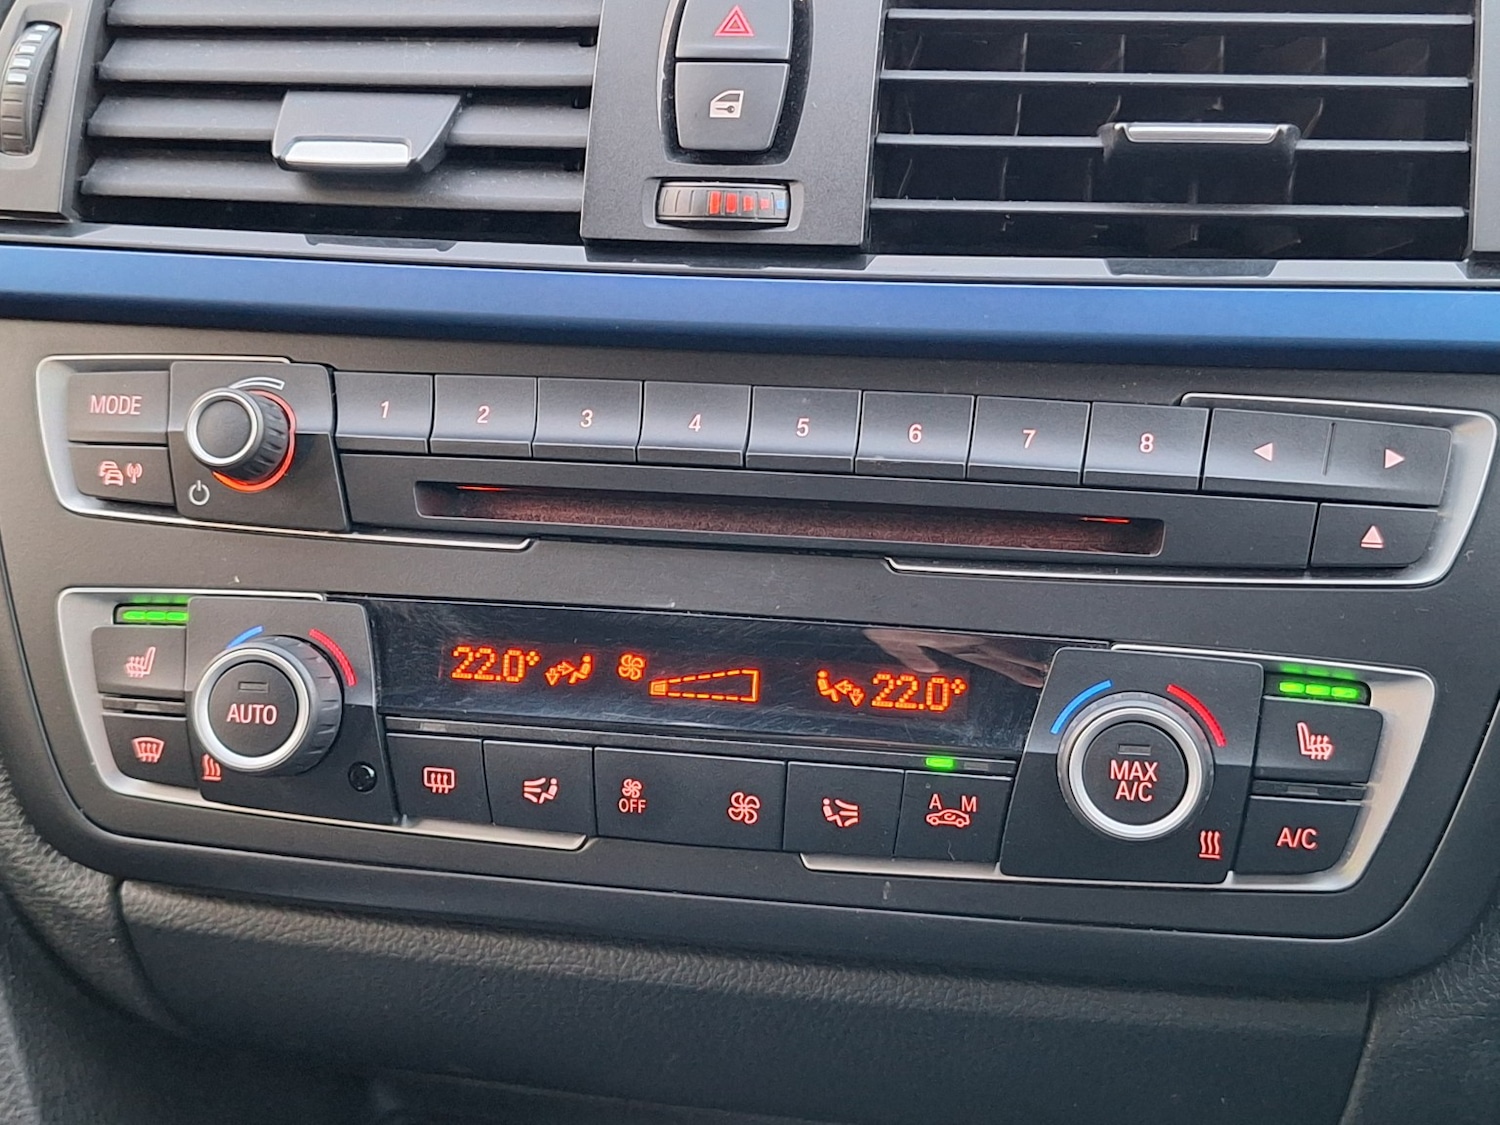 MODE
1 2 3 4 5 6 7 8
22.0° 22.0°
AUTO
OFF
A M
MAX
A/C
A/C